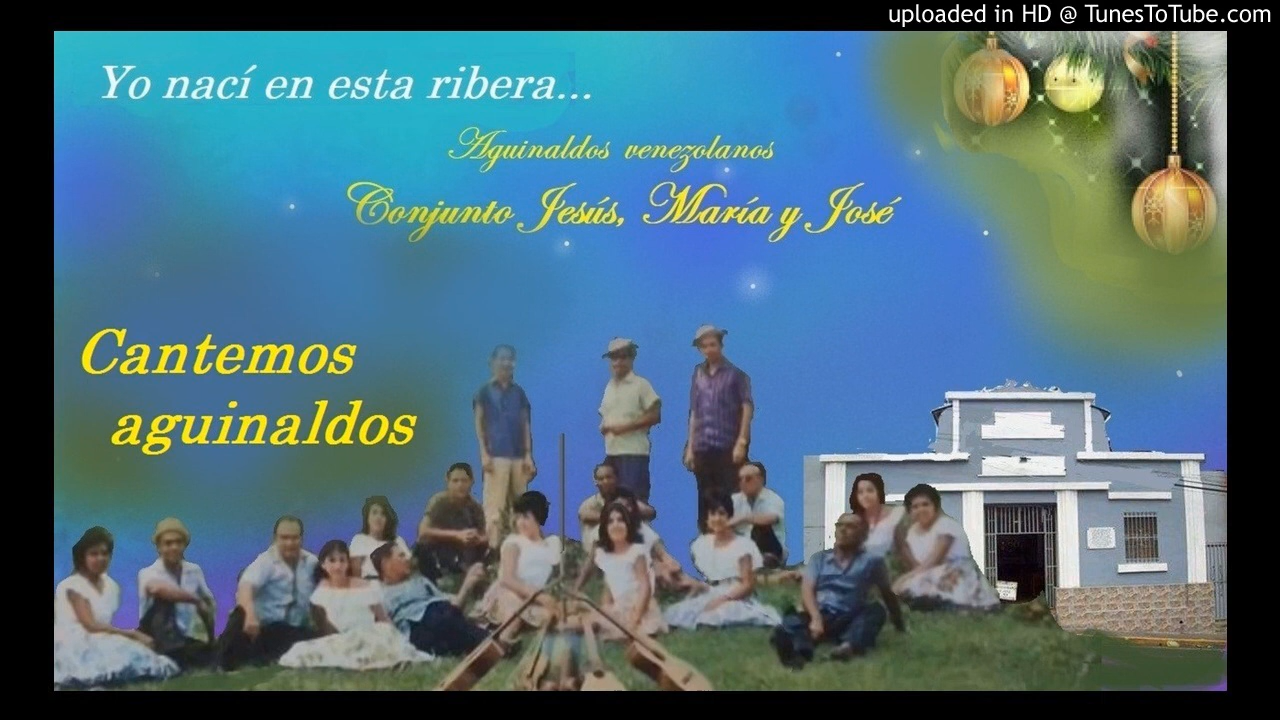 uploaded in HD @ TunesToTube.com
Yo nací en esta ribera...
Aguinaldos venezolanos
Conjunto Jesús, María y José
Cantemos
aguinaldos